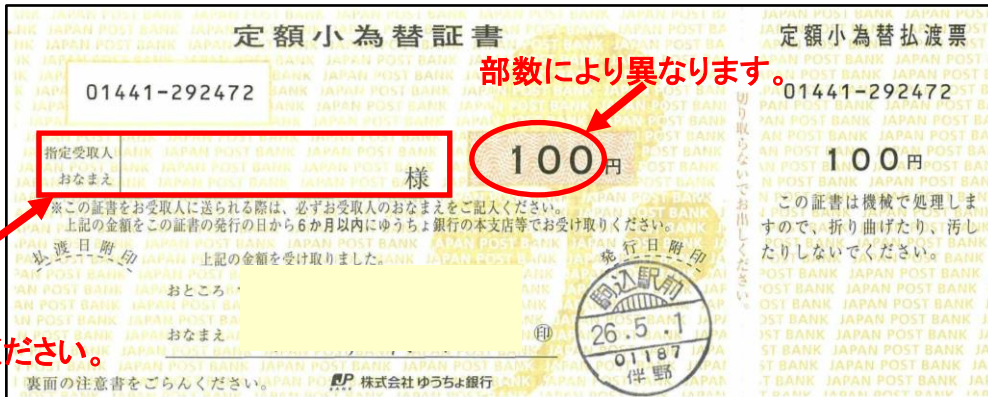 定額小為替証書
定額小為替払渡票
部数により異なります。
01441-292472
01441-292472
指定受取人
おなまえ
様
100円
100円
※この証書をお受取人に送られる際は、必ずお受取人のおなまえをご記入ください。
上記の金額をこの証書の発行の日から6か月以内にゆうちょ銀行の本支店等でお受け取りください。
払渡日附印
上記の金額を受け取りました。
発行日附印
おところ
おなまえ
印
駒込駅前
26.5.1
01187
伴野
ださい。
裏面の注意書をごらんください。
JP 株式会社 ゆうちょ銀行
切り取らないでお出しください。
この証書は機械で処理しま
すので、折り曲げたり、汚し
たりしないでください。
JAPAN POST BANK